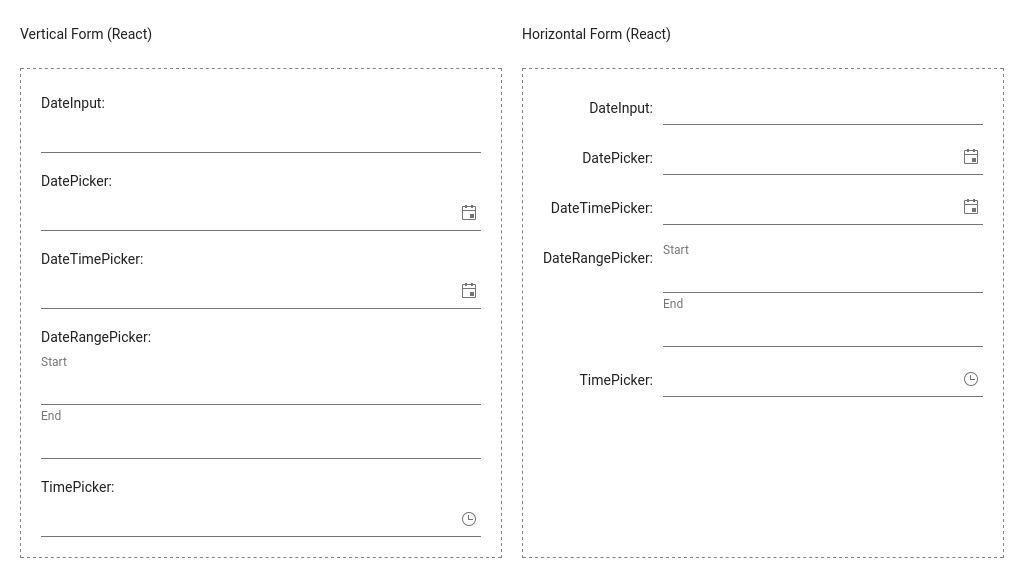 Vertical Form (React)
DateInput:
DatePicker:
DateTimePicker:
DateRangePicker:
Start
End
TimePicker:
Horizontal Form (React)
DateInput:
DatePicker:
DateTimePicker:
DateRangePicker:
Start
End
TimePicker: